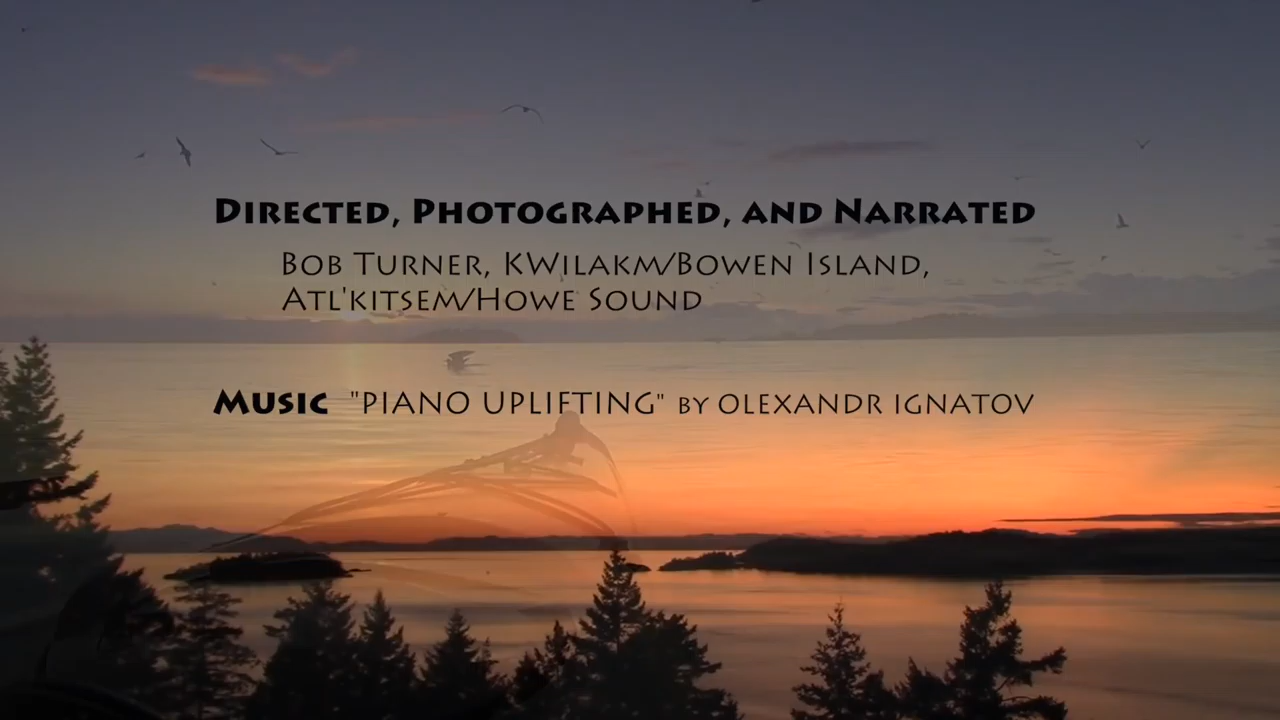 Directed, Photographed, and Narrated
Bob Turner, KWilakm/Bowen Island,
Atl'kitsem/Howe Sound
Music "PIANO UPLIFTING" BY OLEXANDR IGNATOV